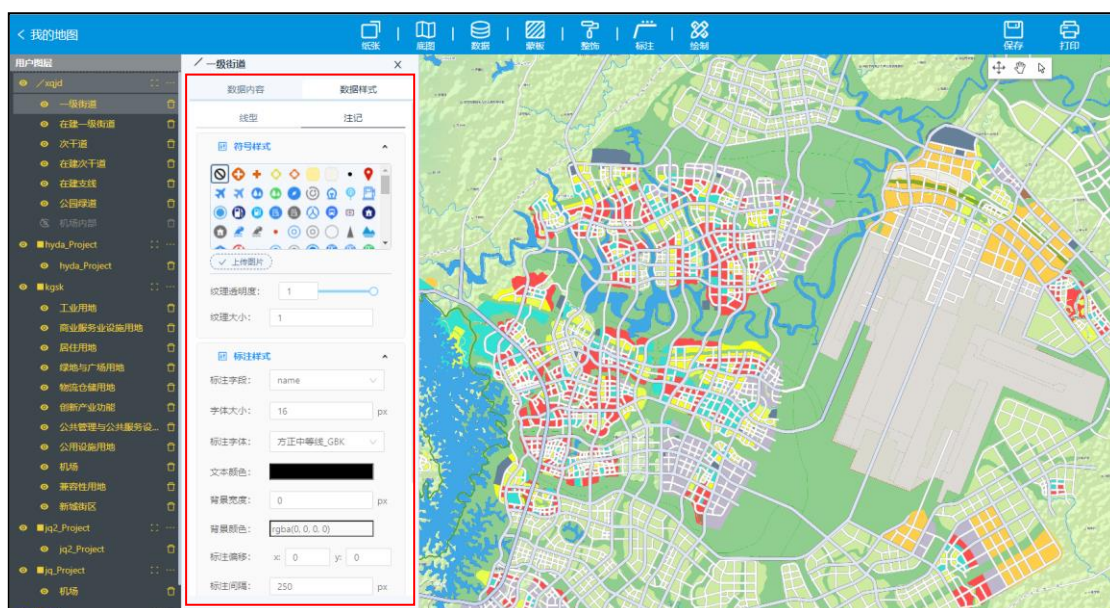 < 我的地图
纸张 | 底图 | 数据 | 蒙板 | 整饰 | 标注 | 绘制
保存 打印
用户图层
xqjd
一级街道
在建一级街道
次干道
在建次干道
在建支线
公园绿道
机场内部
hyda_Project
hyda_Project
kgsk
工业用地
商业服务业设施用地
居住用地
绿地与广场用地
物流仓储用地
创新产业功能
公共管理与公共服务设...
公用设施用地
机场
兼容性用地
新城街区
jq2_Project
jq2_Project
jq_Project
机场
一级街道 X
数据内容 数据样式
线型 注记
符号样式
上传图片
纹理透明度: 1
纹理大小: 1
标注样式
标注字段: name
字体大小: 16 px
标注字体: 方正中等线_GBK
文本颜色:
背景宽度: 0 px
背景颜色: rgba(0, 0, 0, 0)
标注偏移: x: 0 y: 0
标注间隔: 250 px